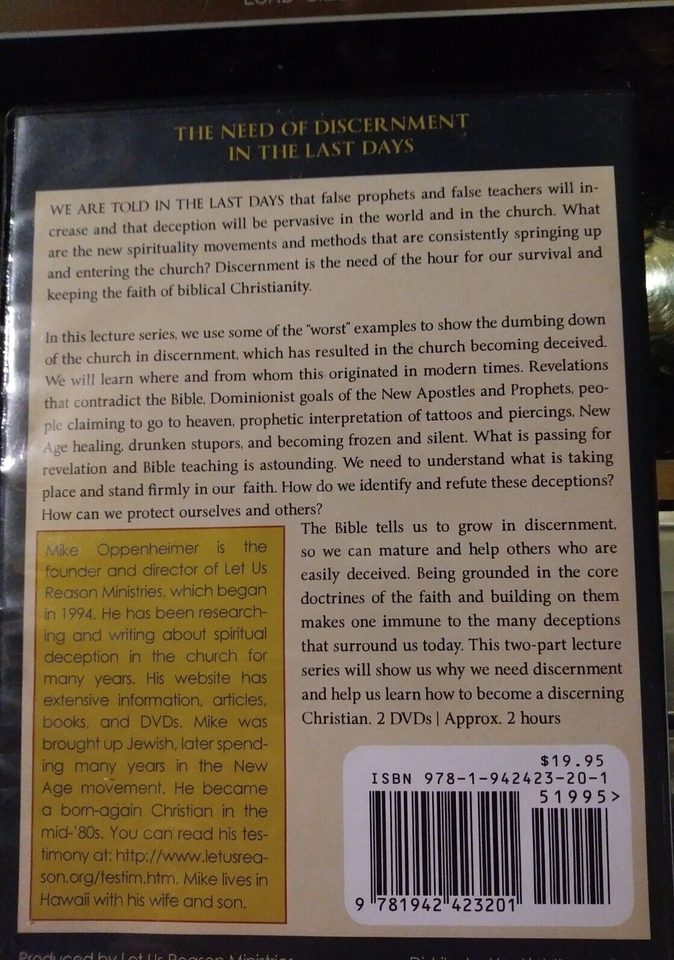 THE NEED OF DISCERNMENT
IN THE LAST DAYS
WE ARE TOLD IN THE LAST DAYS that false prophets and false teachers will in-
crease and that deception will be pervasive in the world and in the church. What
are the new spirituality movements and methods that are consistently springing up
and entering the church? Discernment is the need of the hour for our survival and
keeping the faith of biblical Christianity.
In this lecture series, we use some of the "worst" examples to show the dumbing down
of the church in discernment, which has resulted in the church becoming deceived.
We will learn where and from whom this originated in modern times. Revelations
that contradict the Bible, Dominionist goals of the New Apostles and Prophets, peo-
ple claiming to go to heaven, prophetic interpretation of tattoos and piercings, New
Age healing, drunken stupors, and becoming frozen and silent. What is passing for
revelation and Bible teaching is astounding. We need to understand what is taking
place and stand firmly in our faith. How do we identify and refute these deceptions?
How can we protect ourselves and others?
The Bible tells us to grow in discernment,
so we can mature and help others who are
easily deceived. Being grounded in the core
doctrines of the faith and building on them
makes one immune to the many deceptions
that surround us today. This two-part lecture
series will show us why we need discernment
and help us learn how to become a discerning
Christian. 2 DVDs | Approx. 2 hours
Mike Oppenheimer is the
founder and director of Let Us
Reason Ministries, which began
in 1994. He has been research-
ing and writing about spiritual
deception in the church for
many years. His website has
extensive information, articles,
books, and DVDs. Mike was
brought up Jewish, later spend-
ing many years in the New
Age movement. He became
a born-again Christian in the
mid-'80s. You can read his tes-
timony at: http://www.letusrea-
son.org/testim.htm. Mike lives in
Hawaii with his wife and son.
$19.95
ISBN 978-1-942423-20-1
51995>
9 781942 423201
Produced by Let Us Reason Ministries